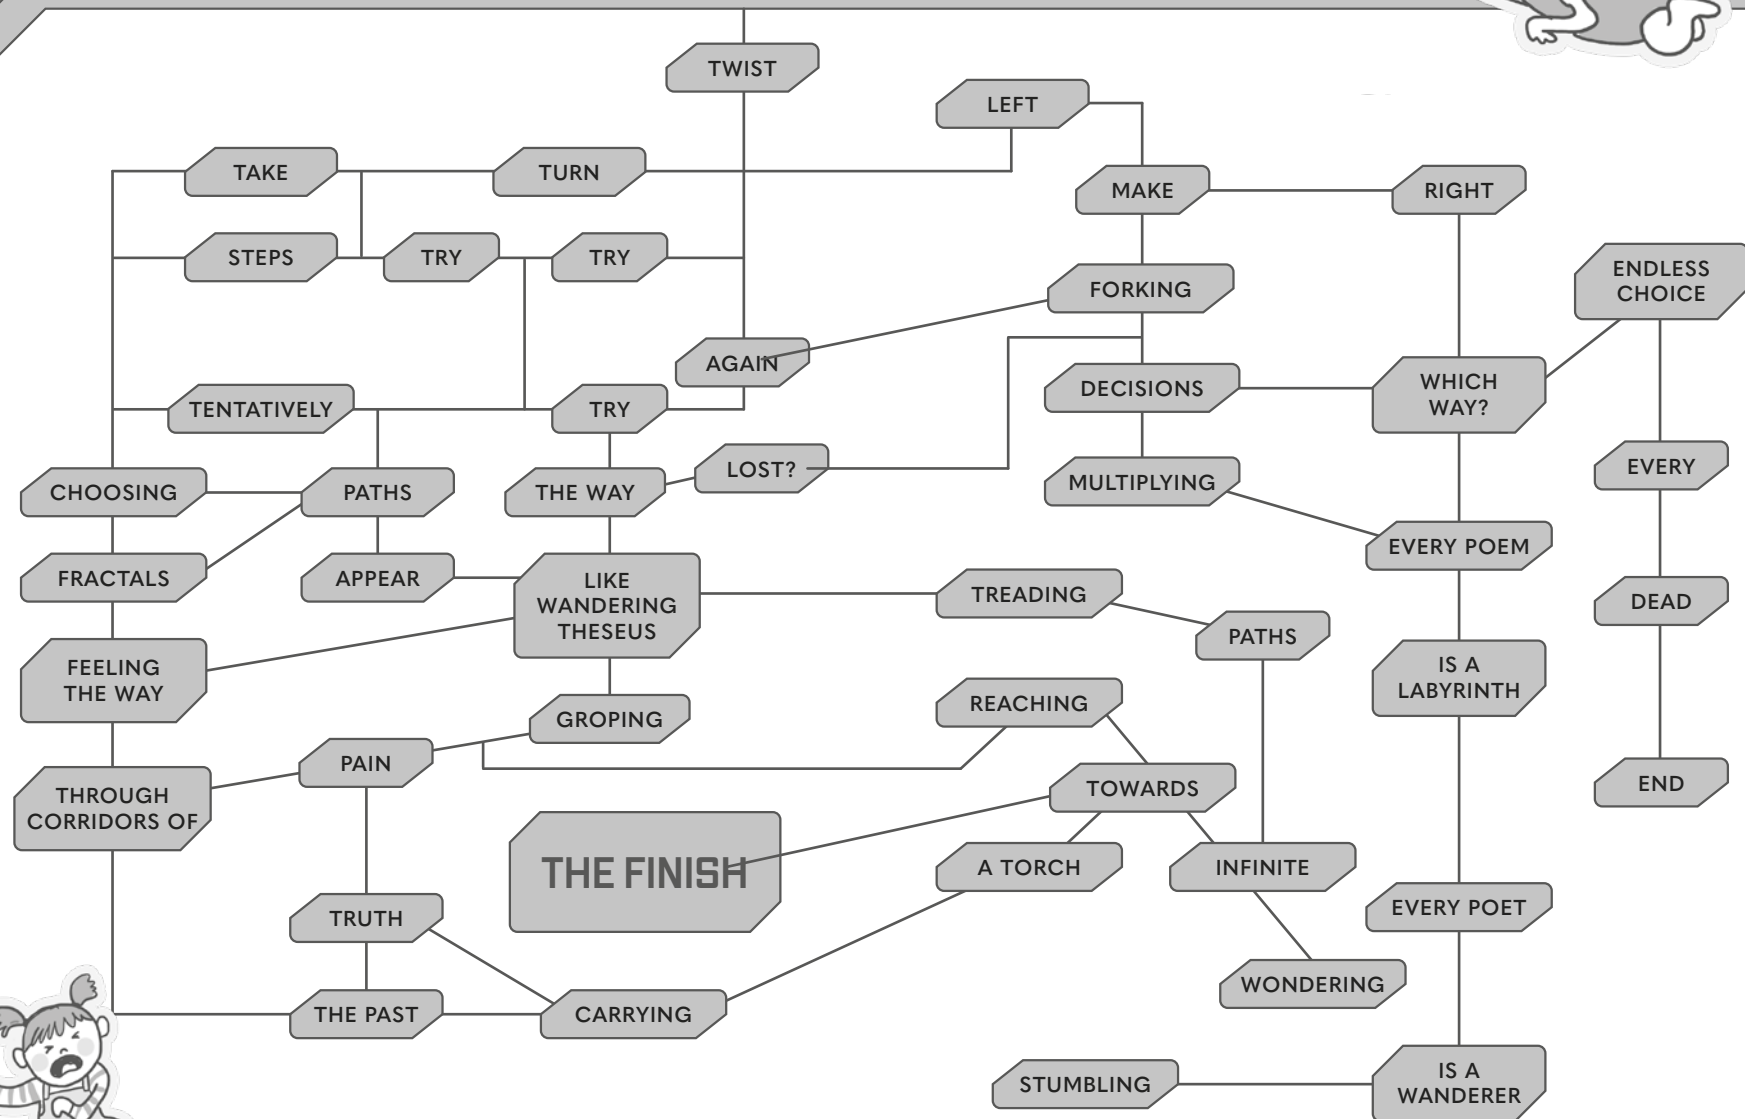 TWIST
LEFT
TAKE
TURN
MAKE
RIGHT
STEPS
TRY
TRY
ENDLESS
CHOICE
FORKING
AGAIN
DECISIONS
WHICH
WAY?
TENTATIVELY
TRY
LOST?
EVERY
CHOOSING
PATHS
THE WAY
MULTIPLYING
EVERY POEM
FRACTALS
APPEAR
LIKE
WANDERING
THESEUS
TREADING
DEAD
PATHS
FEELING
THE WAY
IS A
LABYRINTH
REACHING
GROPING
PAIN
TOWARDS
END
THROUGH
CORRIDORS OF
THE FINISH
A TORCH
INFINITE
TRUTH
EVERY POET
WONDERING
THE PAST
CARRYING
STUMBLING
IS A
WANDERER